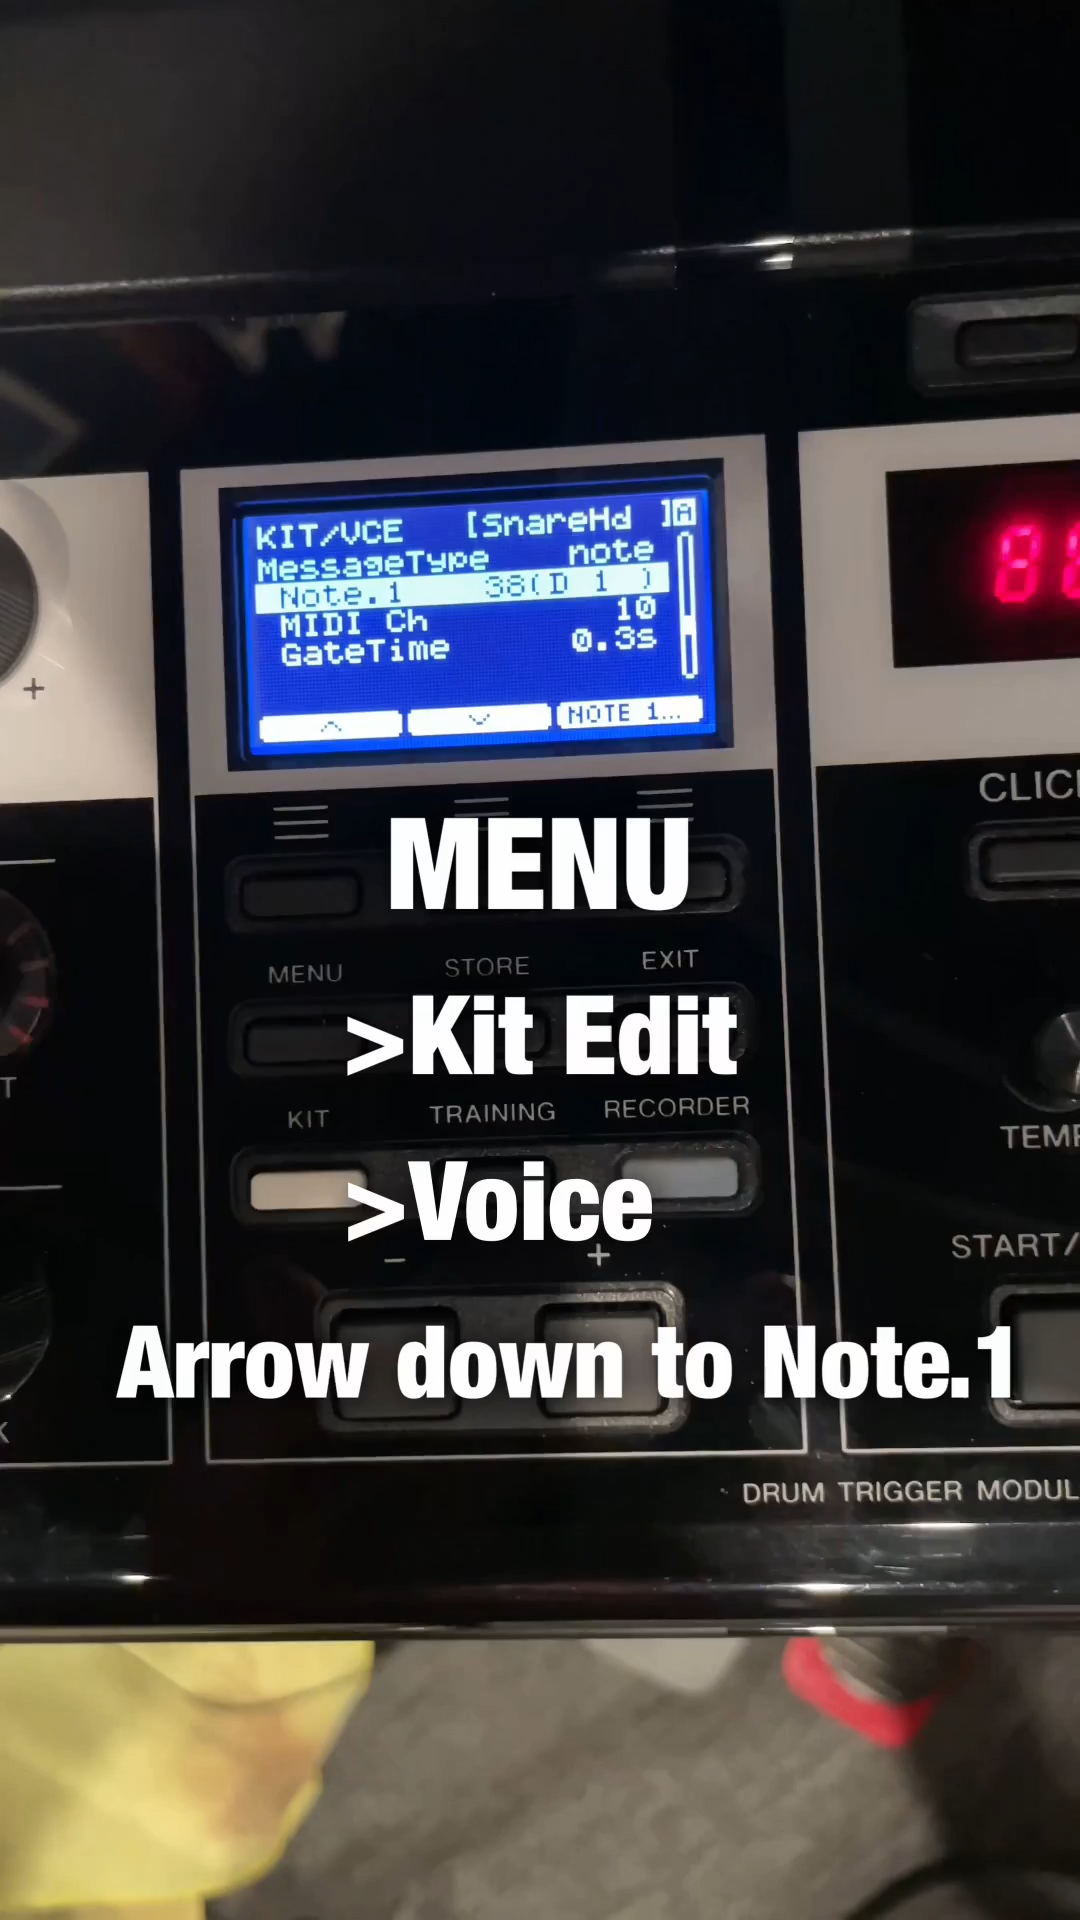 KIT/VCE [SnareHd ]A
MessageType note
Note.1 38(D 1 )
MIDI Ch 10
GateTime 0.3s
NOTE 1...
+
CLIC
MENU
MENU STORE EXIT
>Kit Edit
T
KIT TRAINING RECORDER
TEMP
>Voice
- +
START/
Arrow down to Note.1
K
DRUM TRIGGER MODUL